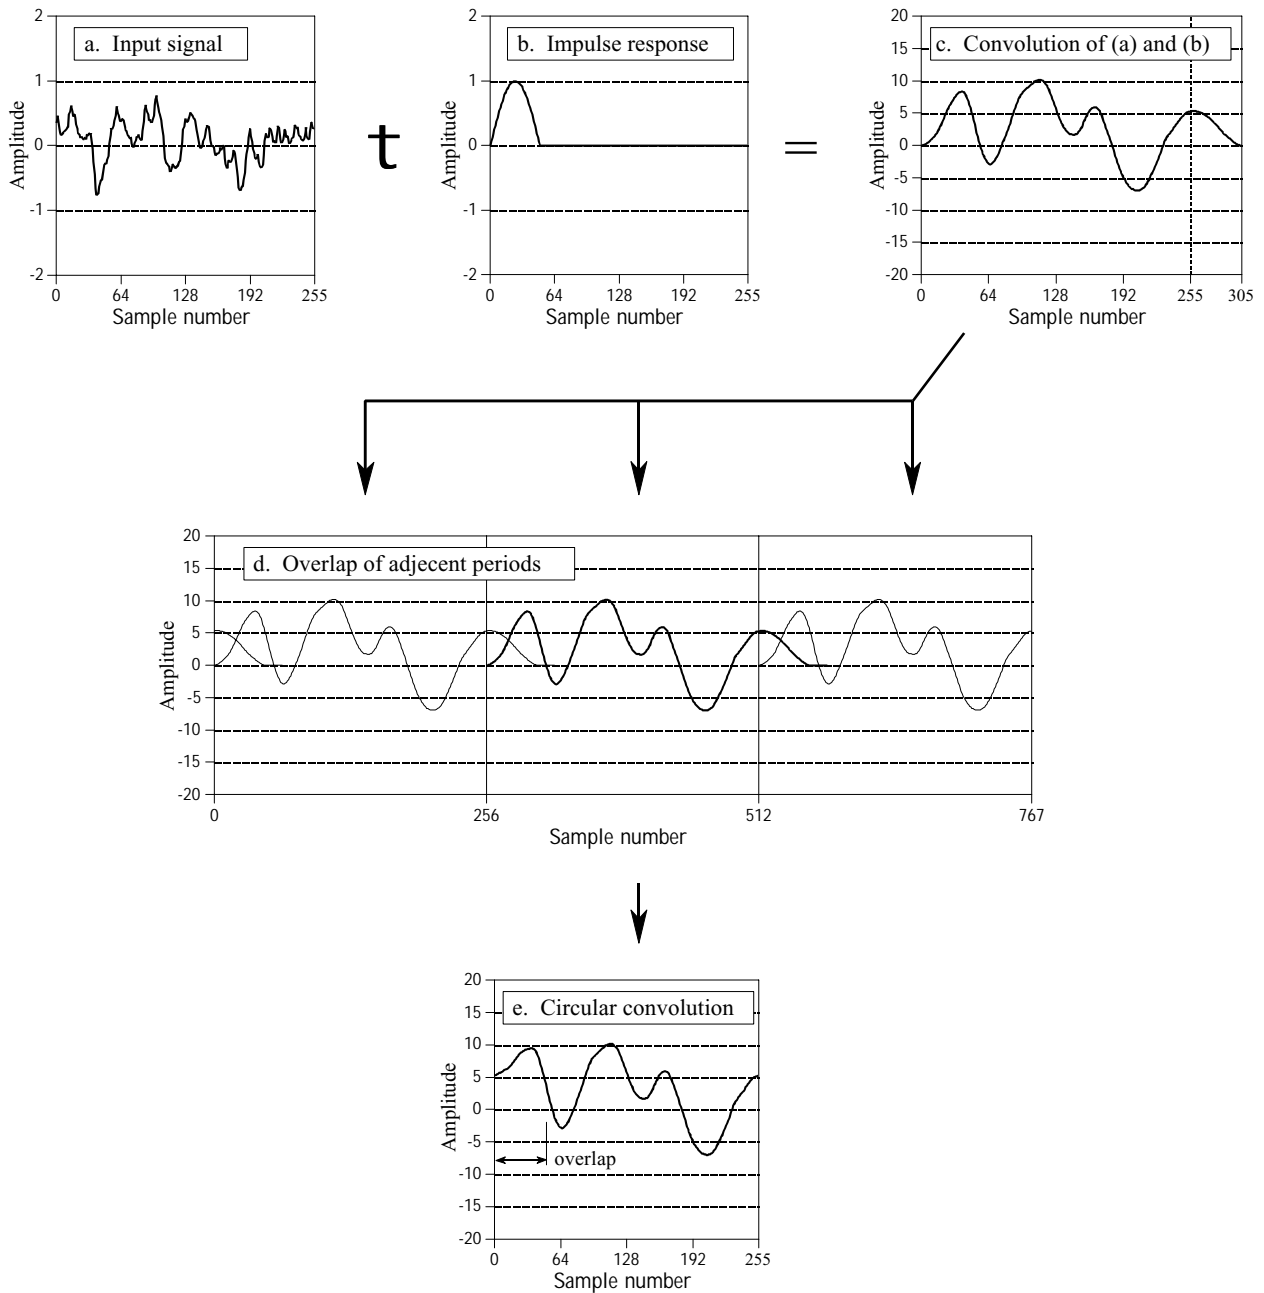 a. Input signal
Amplitude
2
1
0
-1
-2
0 64 128 192 255
Sample number
t
b. Impulse response
Amplitude
2
1
0
-1
-2
0 64 128 192 255
Sample number
=
c. Convolution of (a) and (b)
Amplitude
20
15
10
5
0
-5
-10
-15
-20
0 64 128 192 255 305
Sample number
d. Overlap of adjecent periods
Amplitude
20
15
10
5
0
-5
-10
-15
-20
0 256 512 767
Sample number
e. Circular convolution
Amplitude
20
15
10
5
0
-5
-10
-15
-20
overlap
0 64 128 192 255
Sample number